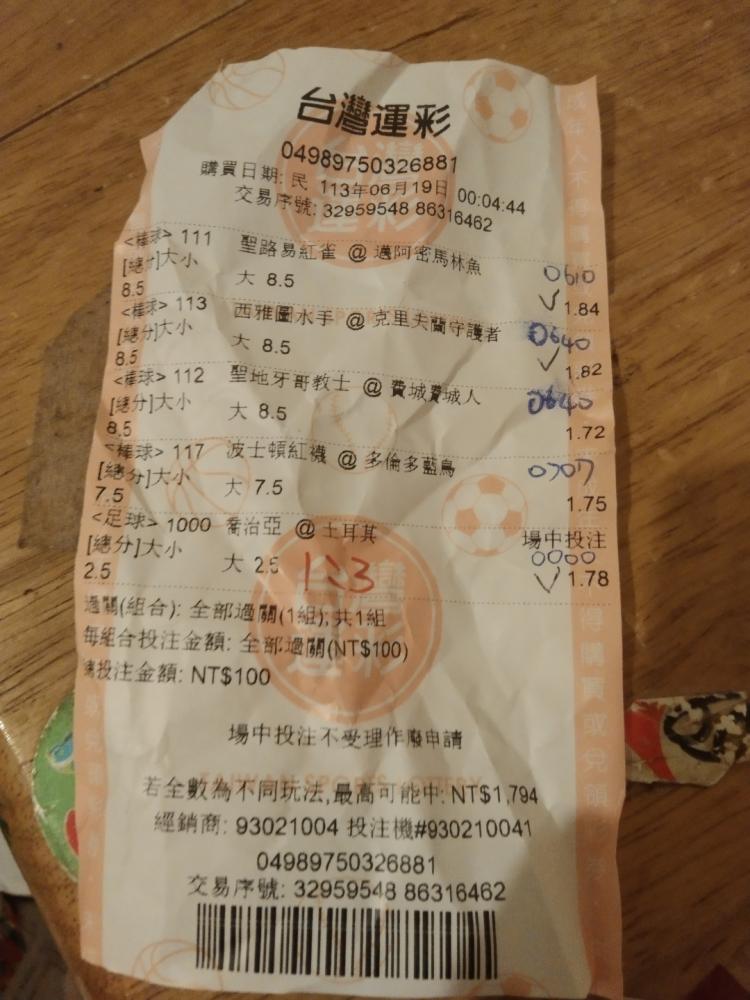 台灣運彩
04989750326881
購買日期: 民 113年06月19日 00:04:44
交易序號: 32959548 86316462
<棒球> 111 聖路易紅雀 @ 邁阿密馬林魚 0610
[總分]大小 大 8.5
8.5 ✓ 1.84
<棒球> 113 西雅圖水手 @ 克里夫蘭守護者 0640
[總分]大小 大 8.5
8.5 ✓ 1.82
<棒球> 112 聖地牙哥教士 @ 費城費城人 0640
[總分]大小 大 8.5
8.5 1.72
<棒球> 117 波士頓紅襪 @ 多倫多藍鳥 0707
[總分]大小 大 7.5
7.5 1.75
<足球> 1000 喬治亞 @ 土耳其 場中投注
[總分]大小 大 2.5 123 0000
2.5 ✓ 1.78
過關(組合): 全部過關(1組);共1組
每組合投注金額: 全部過關(NT$100)
總投注金額: NT$100
場中投注不受理作廢申請
若全數為不同玩法,最高可能中: NT$1,794
經銷商: 93021004 投注機#930210041
04989750326881
交易序號: 32959548 86316462